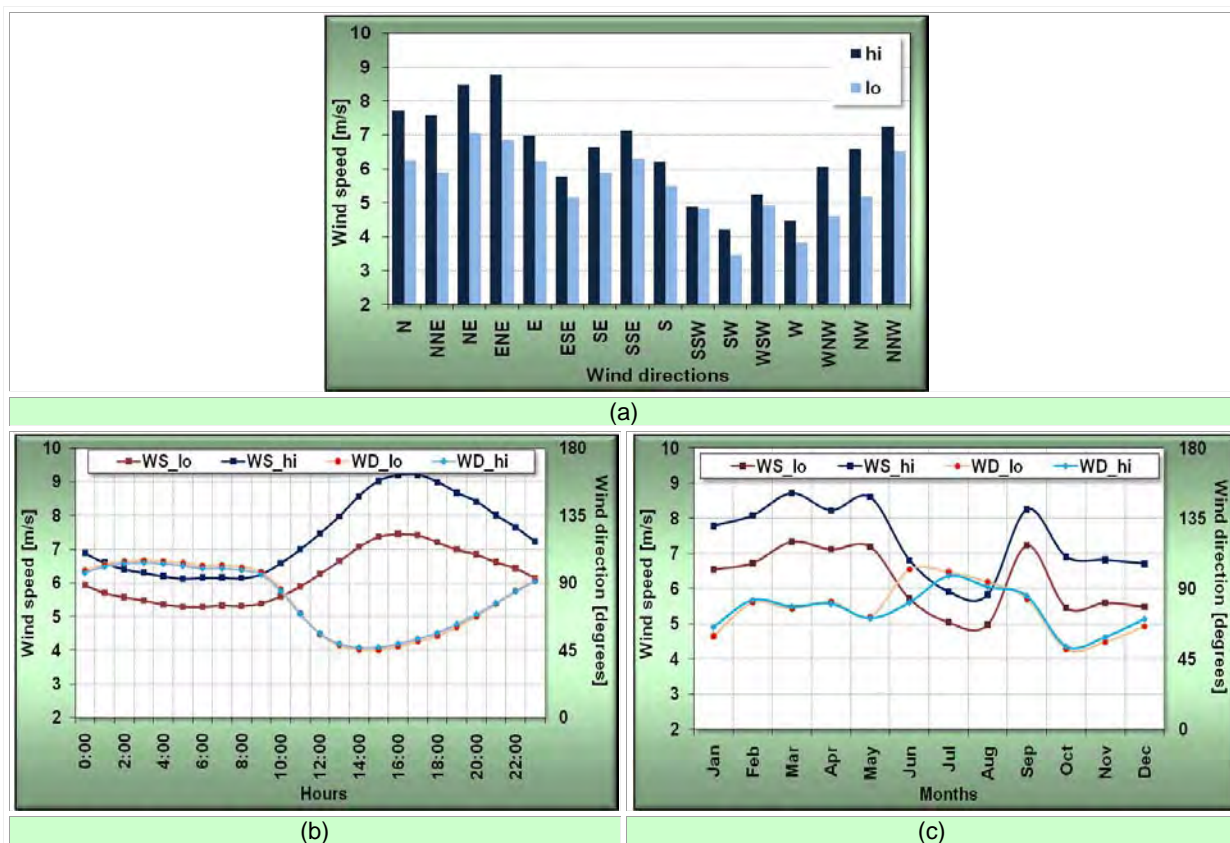 10
9
8
7
6
5
4
3
2
Wind speed [m/s]
hi
lo
N NNE NE ENE E ESE SE SSE S SSW SW WSW W WNW NW NNW
Wind directions
(a)
WS_lo WS_hi WD_lo WD_hi
10
9
8
7
6
5
4
3
2
Wind speed [m/s]
180
135
90
45
0
Wind direction [degrees]
0:00 2:00 4:00 6:00 8:00 10:00 12:00 14:00 16:00 18:00 20:00 22:00
Hours
(b)
WS_lo WS_hi WD_lo WD_hi
10
9
8
7
6
5
4
3
2
Wind speed [m/s]
180
135
90
45
0
Wind direction [degrees]
Jan Feb Mar Apr May Jun Jul Aug Sep Oct Nov Dec
Months
(c)